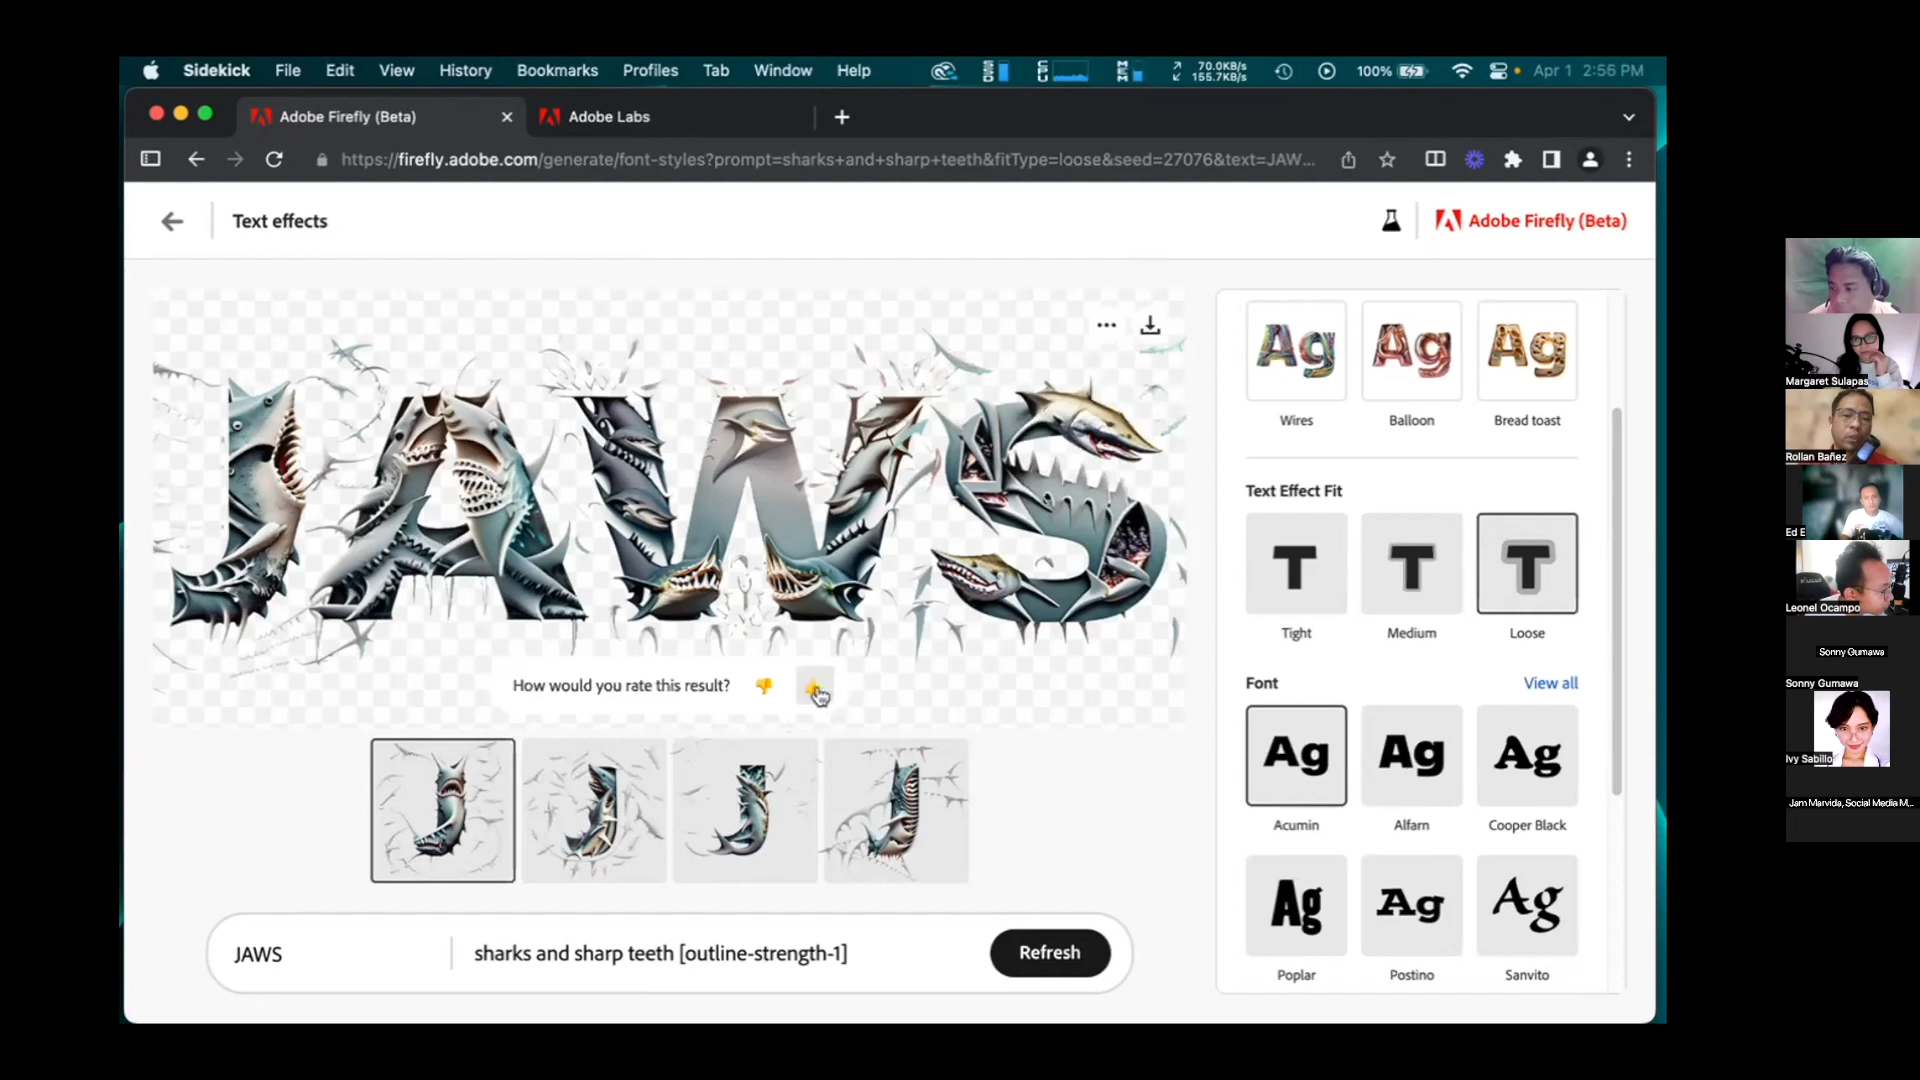 Sidekick File Edit View History Bookmarks Profiles Tab Window Help 70.0KB/s 155.7KB/s 100% Apr 1 2:56 PM
Adobe Firefly (Beta) Adobe Labs
https://firefly.adobe.com/generate/font-styles?prompt=sharks+and+sharp+teeth&fitType=loose&seed=27076&text=JAW...
Text effects
Adobe Firefly (Beta)
JAWS
How would you rate this result?
J J J J
JAWS sharks and sharp teeth [outline-strength-1] Refresh
Ag Ag Ag
Wires Balloon Bread toast
Text Effect Fit
T T T
Tight Medium Loose
Font View all
Ag Ag Ag
Acumin Alfarn Cooper Black
Ag Ag Ag
Poplar Postino Sanvito
Margaret Sulapas
Rollan Bañez
Ed E
Leonel Ocampo
Sonny Gumawa
Sonny Gumawa
Ivy Sabillo
Jam Marvida, Social Media M...